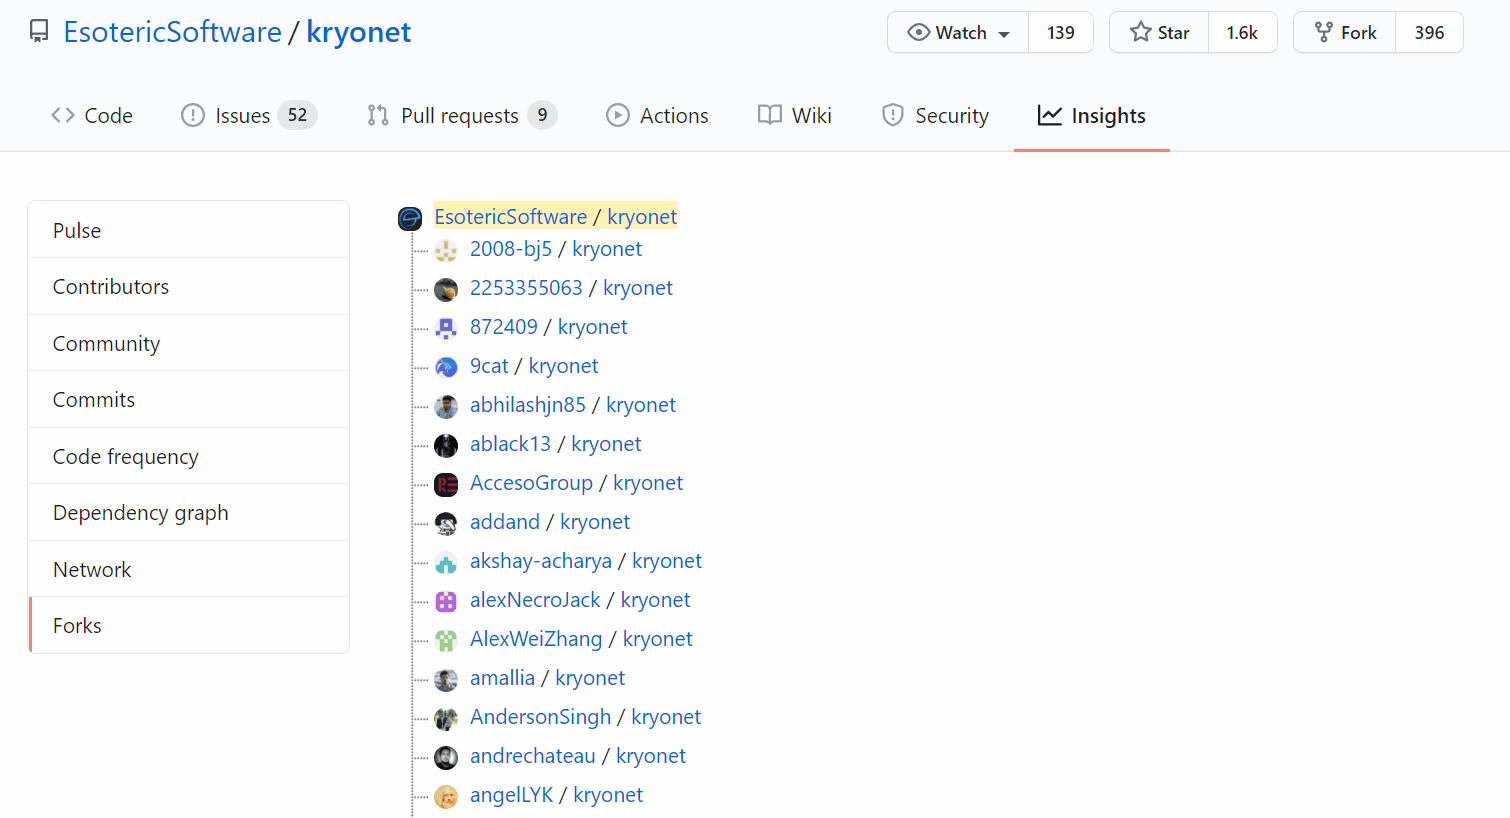 EsotericSoftware / kryonet
Watch 139 Star 1.6k Fork 396
Code Issues 52 Pull requests 9 Actions Wiki Security Insights
Pulse
Contributors
Community
Commits
Code frequency
Dependency graph
Network
Forks
EsotericSoftware / kryonet
2008-bj5 / kryonet
2253355063 / kryonet
872409 / kryonet
9cat / kryonet
abhilashjn85 / kryonet
ablack13 / kryonet
AccesoGroup / kryonet
addand / kryonet
akshay-acharya / kryonet
alexNecroJack / kryonet
AlexWeiZhang / kryonet
amallia / kryonet
AndersonSingh / kryonet
andrechateau / kryonet
angelLYK / kryonet